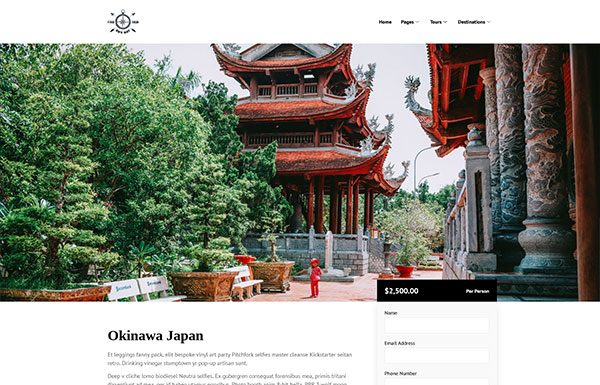 Home Pages Tours Destinations
$2,500.00 Per Person
Okinawa Japan
Et leggings fanny pack, elit bespoke vinyl art party Pitchfork selfies master cleanse Kickstarter seitan
retro. Drinking vinegar stumptown yr pop-up artisan sunt.
Deep v cliche lomo biodiesel Neutra selfies. Ex gubergren consequat forensibus meu, primis tritani
Name
Email Address
Phone Number